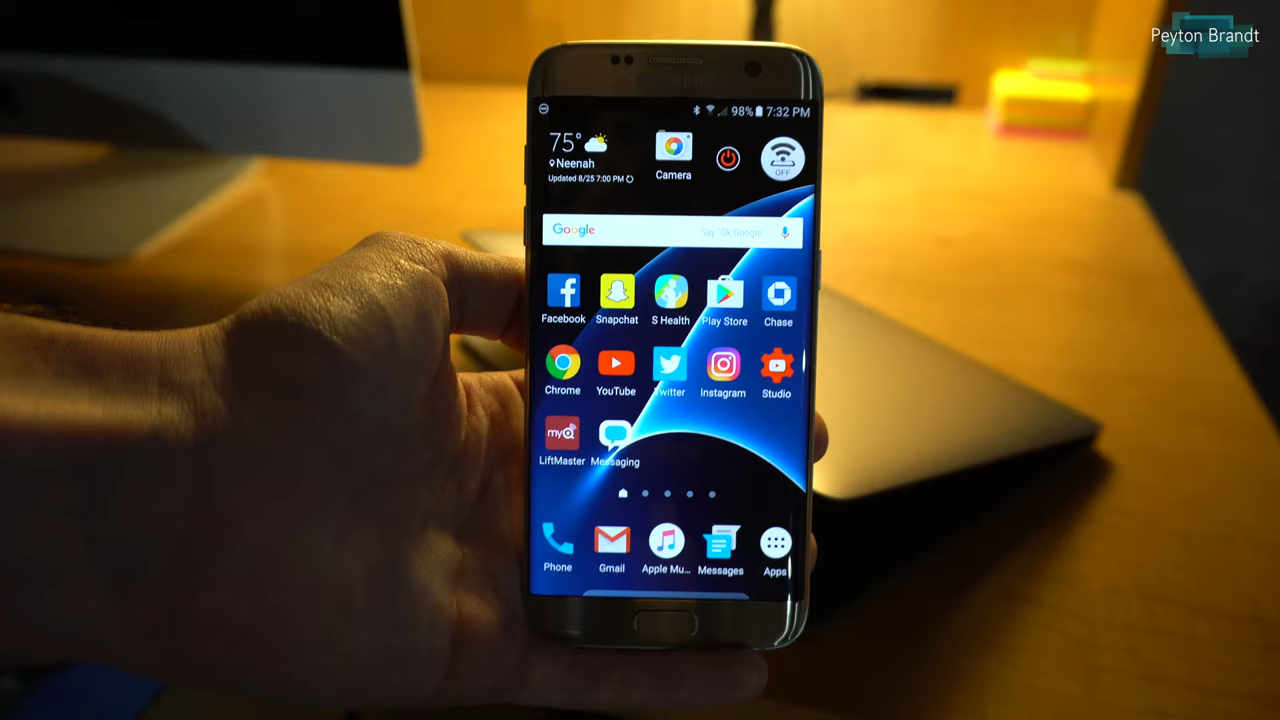 Peyton Brandt
98% 7:32 PM
75°
Neenah
Updated 8/25 7:00 PM
Camera
OFF
Google
Say "Ok Google"
Facebook
Snapchat
S Health
Play Store
Chase
Chrome
YouTube
Twitter
Instagram
Studio
myQ
LiftMaster
Messaging
Phone
Gmail
Apple Mu...
Messages
Apps